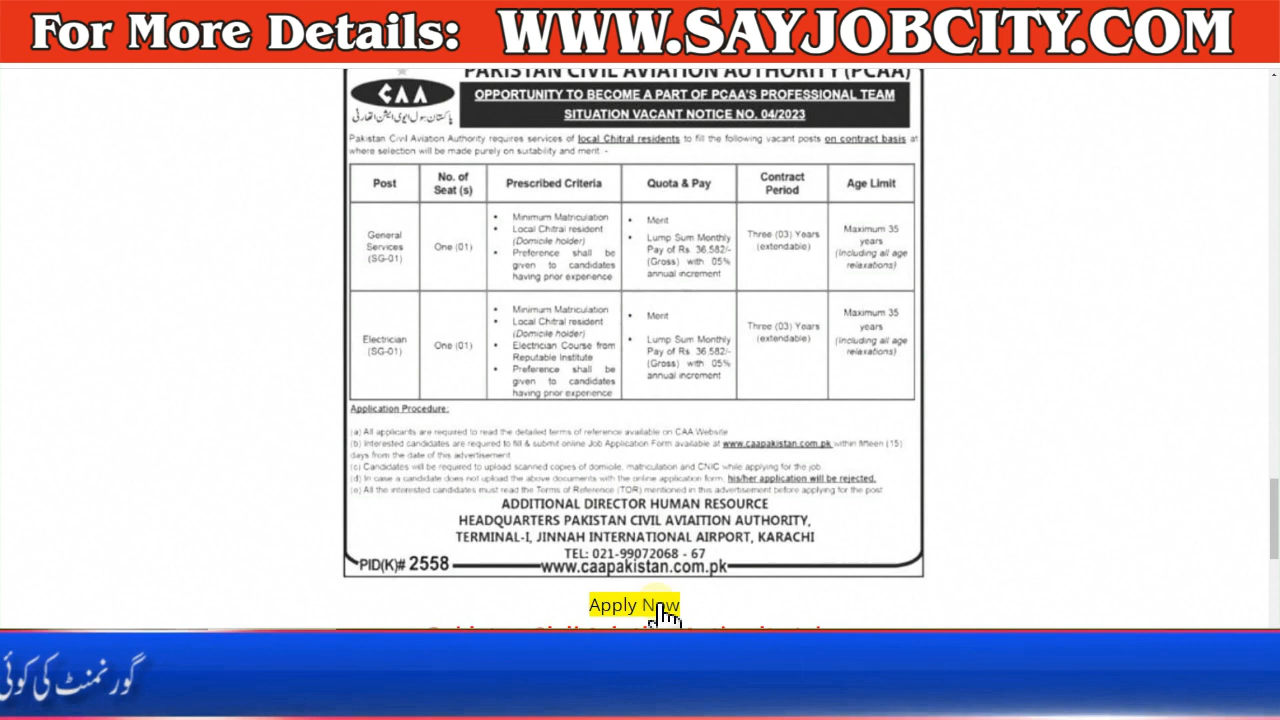 For More Details: WWW.SAYJOBCITY.COM
PAKISTAN CIVIL AVIATION AUTHORITY (PCAA)
CAA
پاکستان سول ایوی ایشن اتھارٹی
OPPORTUNITY TO BECOME A PART OF PCAA'S PROFESSIONAL TEAM
SITUATION VACANT NOTICE NO. 04/2023
Pakistan Civil Aviation Authority requires services of local Chitral residents to fill the following vacant posts on contract basis at
where selection will be made purely on suitability and merit. -
Post No. of Seat (s) Prescribed Criteria Quota & Pay Contract Period Age Limit
General Services (SG-01)
One (01)
• Minimum Matriculation
• Local Chitral resident
(Domicile holder)
• Preference shall be
given to candidates
having prior experience
• Merit
• Lump Sum Monthly
Pay of Rs. 36,582/-
(Gross) with 05%
annual increment
Three (03) Years
(extendable)
Maximum 35
years
(Including all age
relaxations)
Electrician
(SG-01)
One (01)
• Minimum Matriculation
• Local Chitral resident
(Domicile holder)
• Electrician Course from
Reputable Institute
• Preference shall be
given to candidates
having prior experience
• Merit
• Lump Sum Monthly
Pay of Rs. 36,582/-
(Gross) with 05%
annual increment
Three (03) Years
(extendable)
Maximum 35
years
(Including all age
relaxations)
Application Procedure:
(a) All applicants are required to read the detailed terms of reference available on CAA Website
(b) Interested candidates are required to fill & submit online Job Application Form available at www.caapakistan.com.pk within fifteen (15)
days from the date of this advertisement
(c) Candidates will be required to upload scanned copies of domicile, matriculation and CNIC while applying for the job
(d) In case a candidate does not upload the above documents with the online application form, his/her application will be rejected.
(e) All the interested candidates must read the Terms of Reference (TOR) mentioned in this advertisement before applying for the post
ADDITIONAL DIRECTOR HUMAN RESOURCE
HEADQUARTERS PAKISTAN CIVIL AVIAITION AUTHORITY,
TERMINAL-I, JINNAH INTERNATIONAL AIRPORT, KARACHI
TEL: 021-99072068 - 67
PID(K)# 2558
www.caapakistan.com.pk
Apply Now
گورنمنٹ کی کوئی